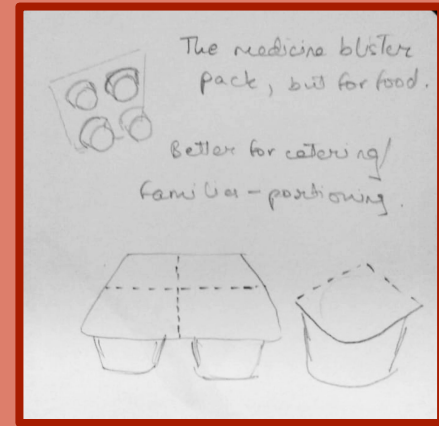 The medicine blister
pack, but for food.
Better for catering/
families - portioning.